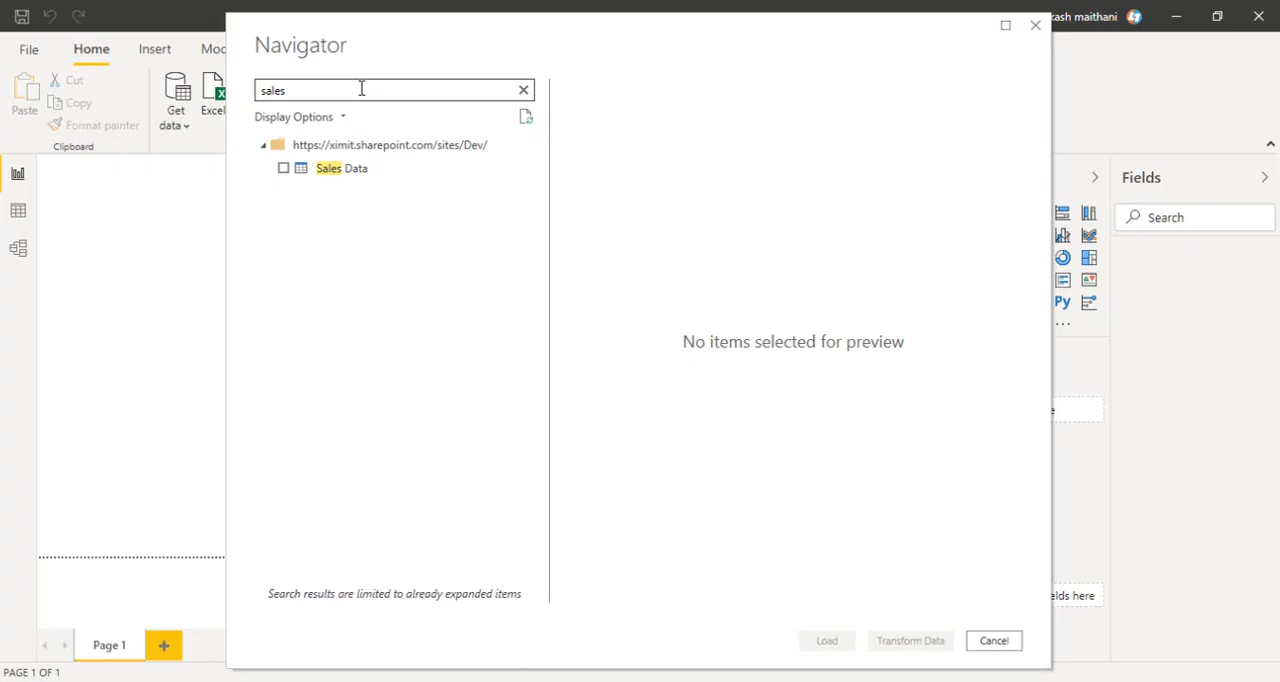 kash maithani
Navigator
File
Home
Insert
Mod
Paste
Cut
Copy
Format painter
Clipboard
Get
data
Excel
sales
Display Options
https://ximit.sharepoint.com/sites/Dev/
Sales Data
No items selected for preview
Search results are limited to already expanded items
Load
Transform Data
Cancel
Fields
Search
Py
e
elds here
Page 1
PAGE 1 OF 1